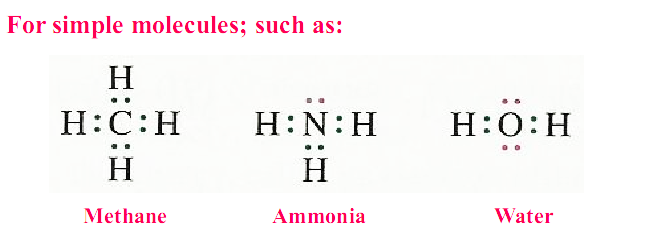 For simple molecules; such as:
H H:N:H H:O:H
H:C:H H
H
Methane Ammonia Water